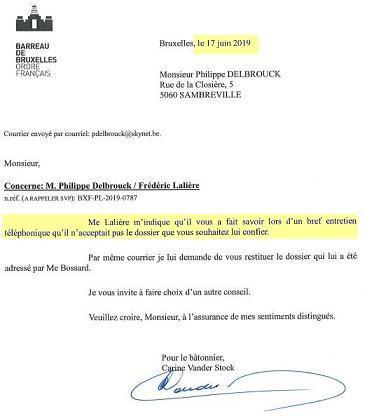 BARREAU
DE
BRUXELLES
ORDRE
FRANÇAIS
Bruxelles, le 17 juin 2019
Monsieur Philippe DELBROUCK
Rue de la Closière, 5
5060 SAMBREVILLE
Courrier envoyé par courriel: pdelbrouck@skynet.be.
Monsieur,
Concerne: M. Philippe Delbrouck / Frédéric Lalière
n.réf. (A RAPPELER SVP): BXF-PL-2019-0787
Me Lalière m'indique qu'il vous a fait savoir lors d'un bref entretien
téléphonique qu'il n'acceptait pas le dossier que vous souhaitez lui confier.
Par même courrier je lui demande de vous restituer le dossier qui lui a été
adressé par Me Bossard.
Je vous invite à faire choix d'un autre conseil.
Veuillez croire, Monsieur, à l'assurance de mes sentiments distingués.
Pour le bâtonnier,
Carine Vander Stock